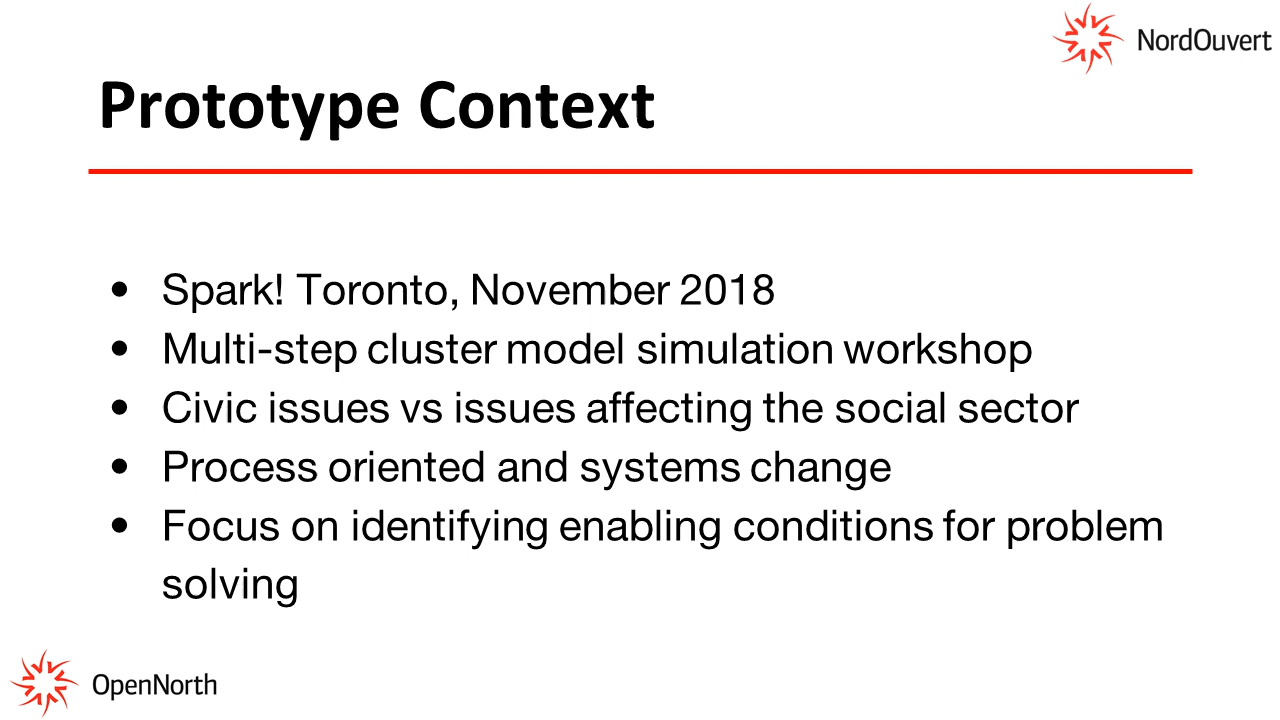 NordOuvert
Prototype Context
• Spark! Toronto, November 2018
• Multi-step cluster model simulation workshop
• Civic issues vs issues affecting the social sector
• Process oriented and systems change
• Focus on identifying enabling conditions for problem
solving
OpenNorth